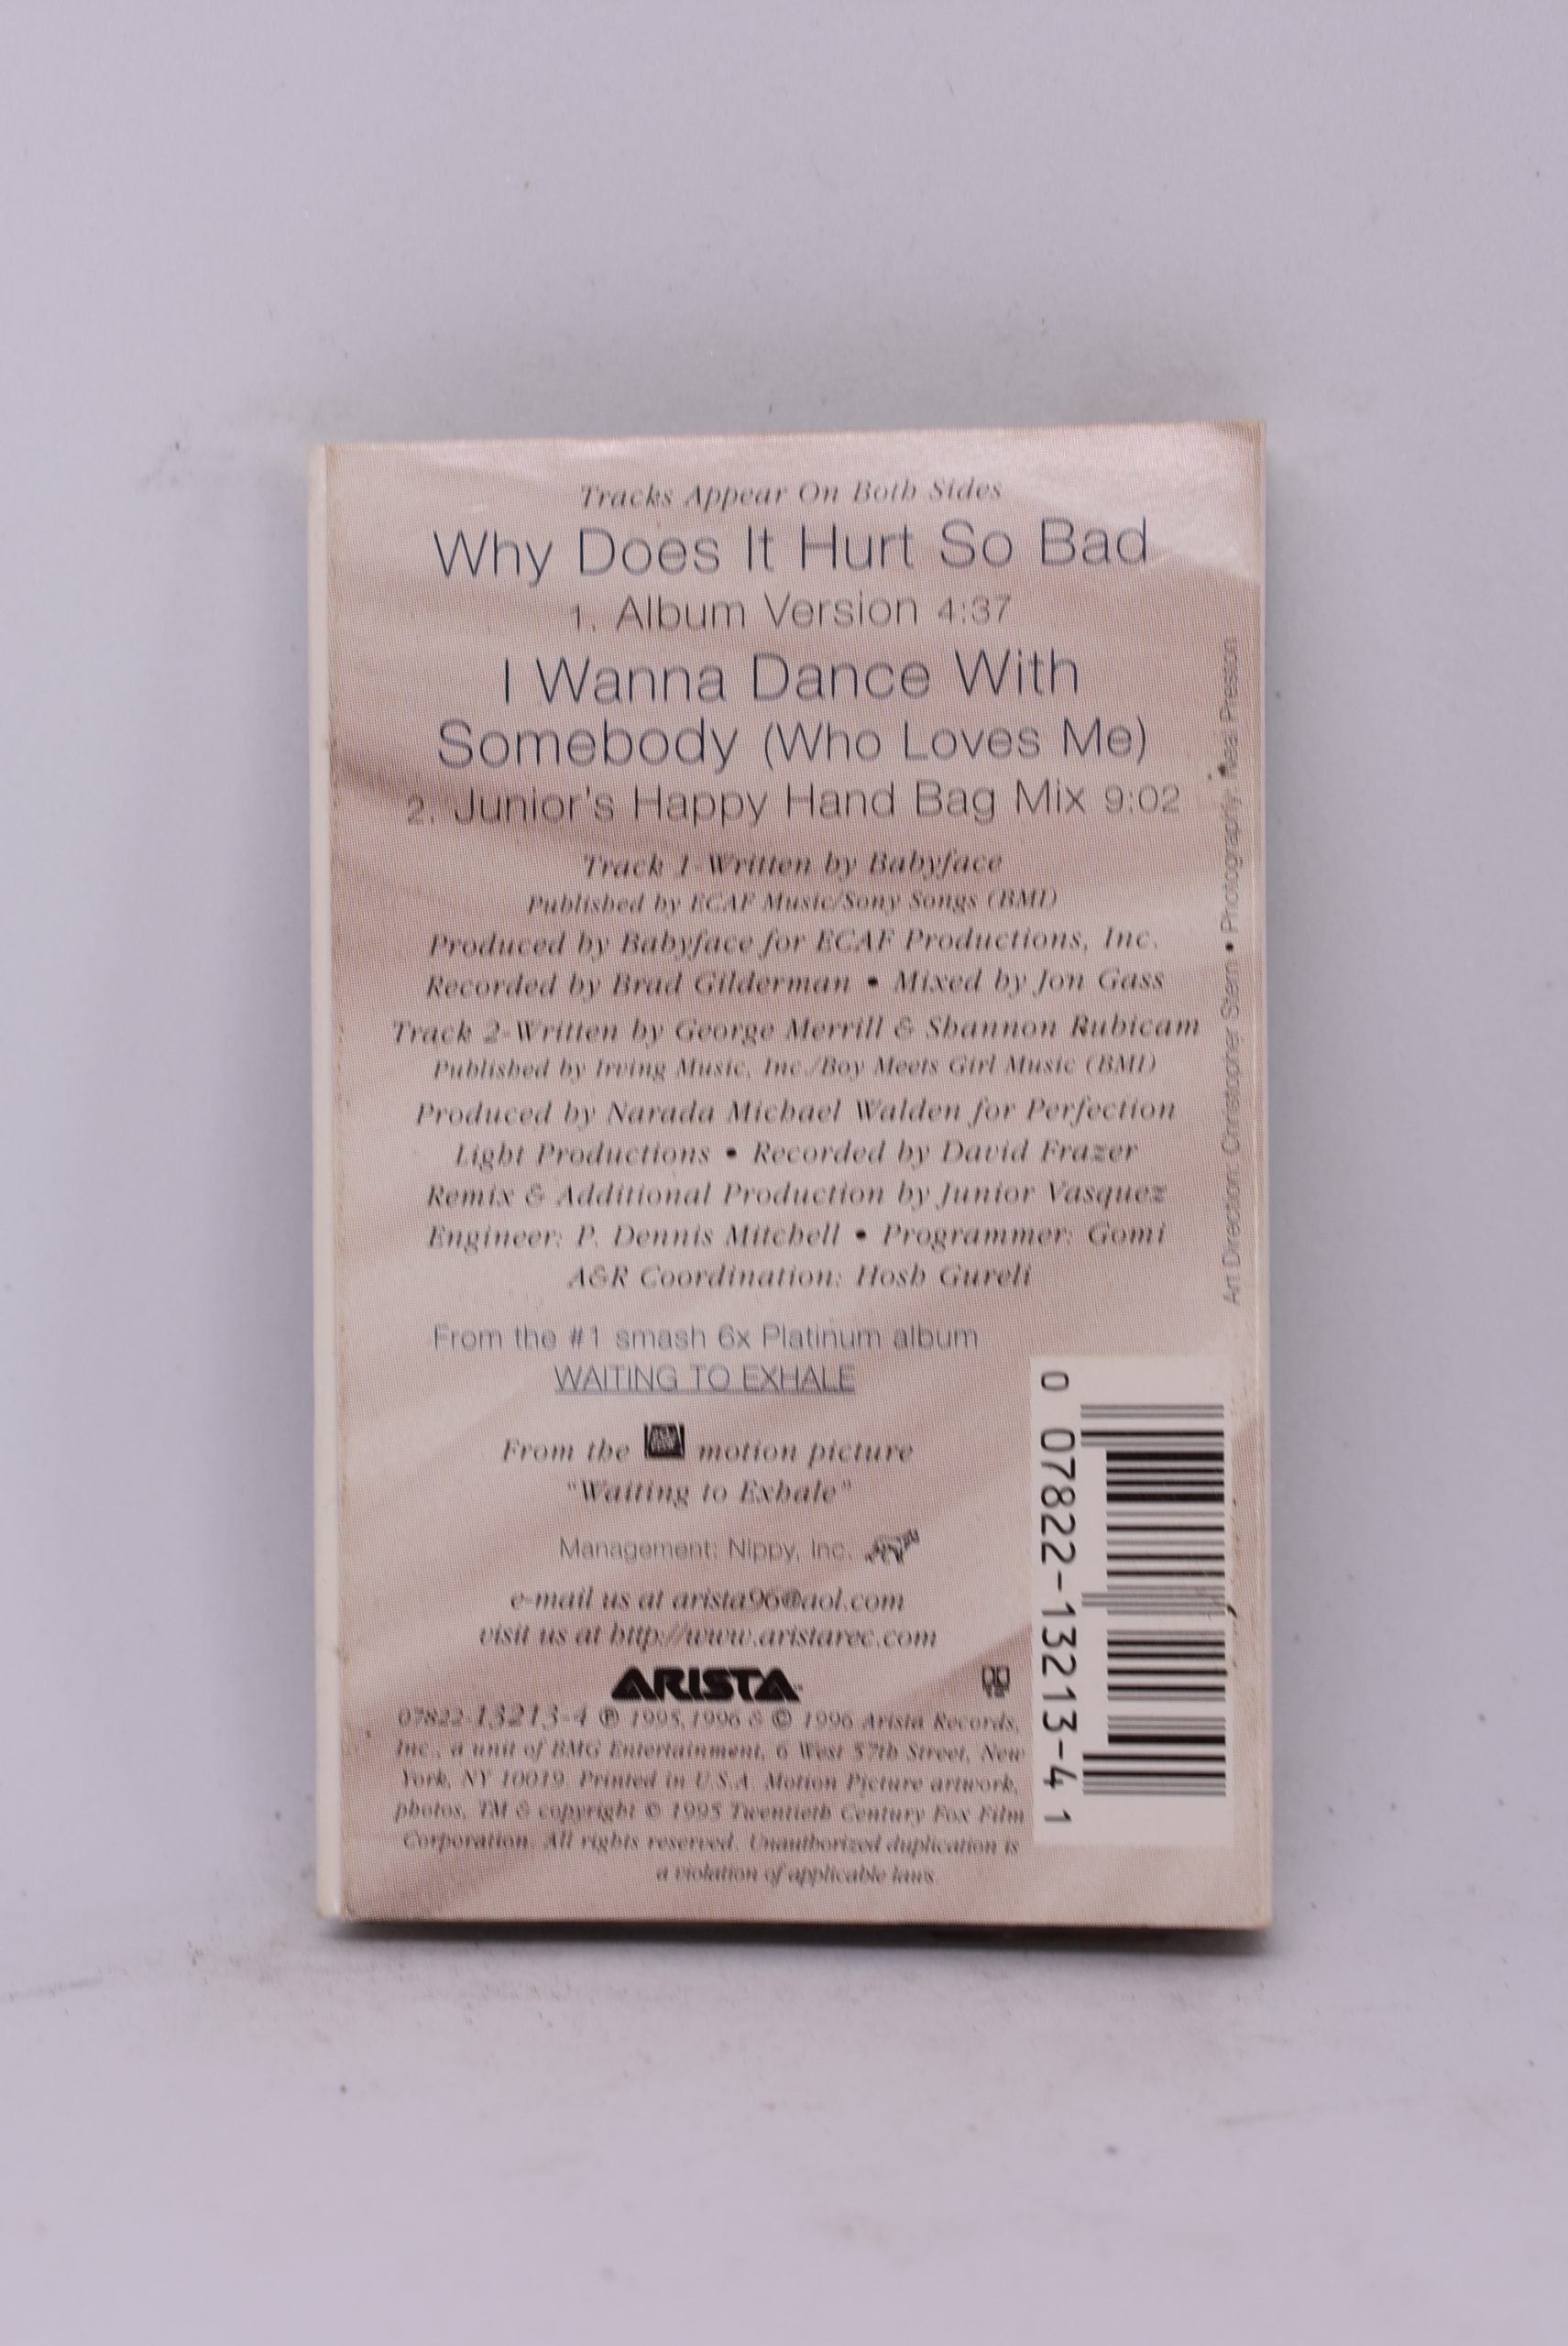 Tracks Appear On Both Sides
Why Does It Hurt So Bad
1. Album Version 4:37
I Wanna Dance With
Somebody (Who Loves Me)
2. Junior's Happy Hand Bag Mix 9:02
Track 1-Written by Babyface
Published by ECAF Music/Sony Songs (BMI)
Produced by Babyface for ECAF Productions, Inc.
Recorded by Brad Gilderman • Mixed by Jon Gass
Track 2-Written by George Merrill & Shannon Rubicam
Published by Irving Music, Inc./Boy Meets Girl Music (BMI)
Produced by Narada Michael Walden for Perfection
Light Productions • Recorded by David Frazer
Remix & Additional Production by Junior Vasquez
Engineer: P. Dennis Mitchell • Programmer: Gomi
A&R Coordination: Hosh Gureli
From the #1 smash 6x Platinum album
WAITING TO EXHALE
From the motion picture
"Waiting to Exhale"
Management: Nippy, Inc.
e-mail us at arista96@aol.com
visit us at http://www.aristarec.com
ARISTA™
07822-13213-4 ℗ 1995,1996 & © 1996 Arista Records,
Inc., a unit of BMG Entertainment, 6 West 57th Street, New
York, NY 10019. Printed in U.S.A. Motion Picture artwork,
photos, TM & copyright © 1995 Twentieth Century Fox Film
Corporation. All rights reserved. Unauthorized duplication is
a violation of applicable laws.
Art Direction: Christopher Stern • Photography: Neal Preston
0 07822-13213-4 1